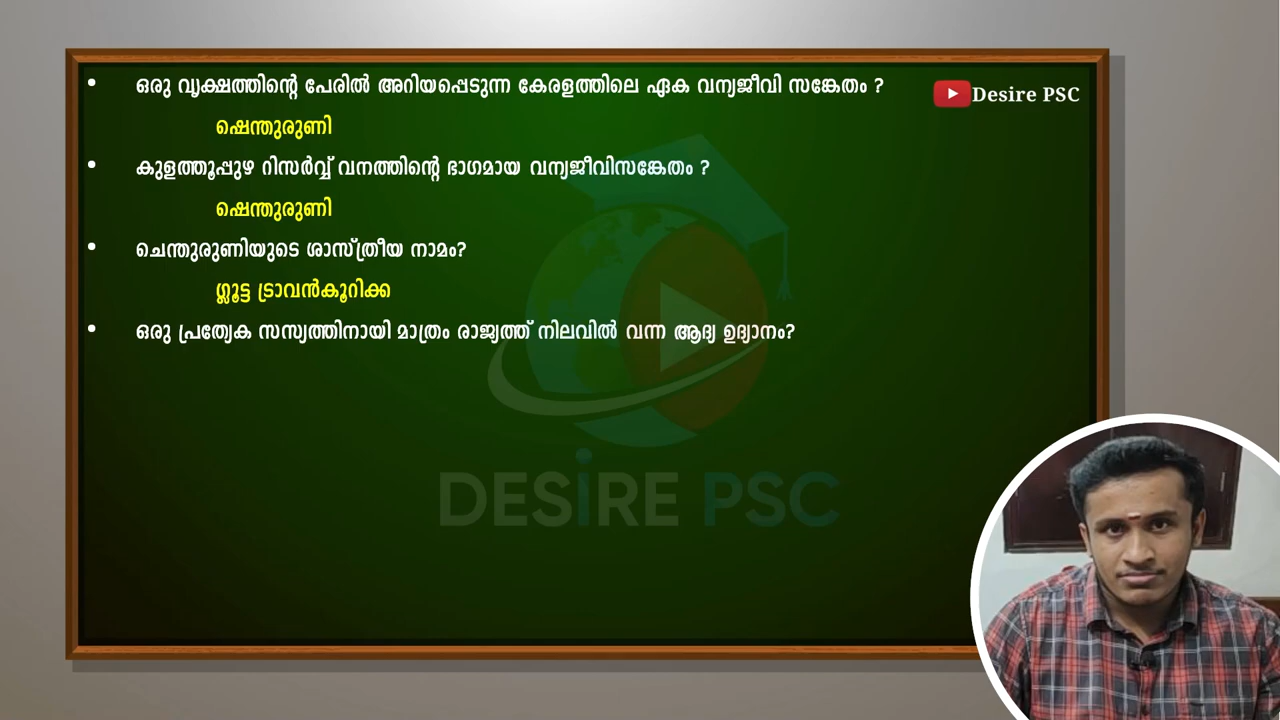 • ഒരു വൃക്ഷത്തിന്റെ പേരിൽ അറിയപ്പെടുന്ന കേരളത്തിലെ ഏക വന്യജീവി സങ്കേതം ?
Desire PSC
ഷെന്തുരുണി
• കുളത്തൂപ്പുഴ റിസർവ്വ് വനത്തിന്റെ ഭാഗമായ വന്യജീവിസങ്കേതം ?
ഷെന്തുരുണി
• ചെന്തുരുണിയുടെ ശാസ്ത്രീയ നാമം?
ഗ്ലൂട്ട ട്രാവൻകൂറിക്ക
• ഒരു പ്രത്യേക സസ്യത്തിനായി മാത്രം രാജ്യത്ത് നിലവിൽ വന്ന ആദ്യ ഉദ്യാനം?
DESiRE PSC